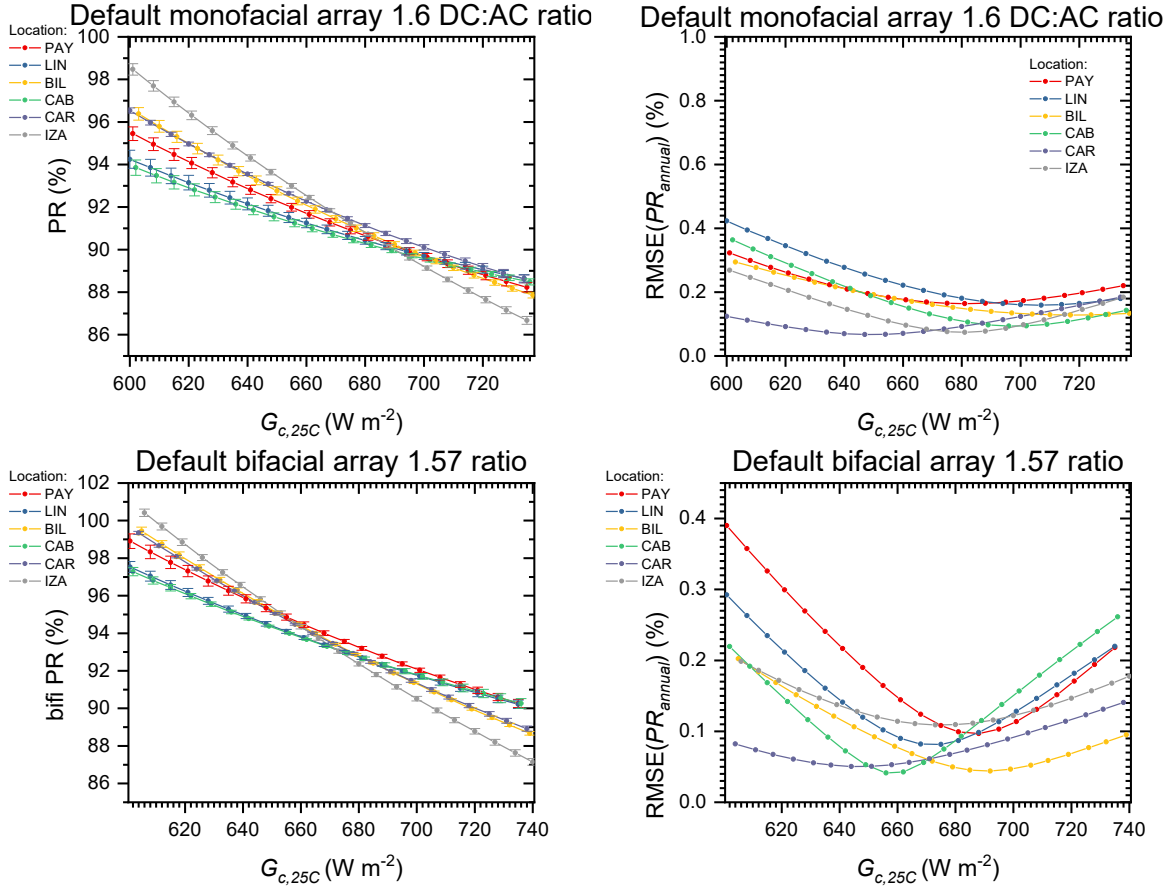 Default monofacial array 1.6 DC:AC ratio
Location:
PAY
LIN
BIL
CAB
CAR
IZA
PR (%)
100
98
96
94
92
90
88
86
600 620 640 660 680 700 720
G_c,25C (W m⁻²)
Default monofacial array 1.6 DC:AC ratio
Location:
PAY
LIN
BIL
CAB
CAR
IZA
RMSE(PR_annual) (%)
1.0
0.8
0.6
0.4
0.2
0.0
600 620 640 660 680 700 720
G_c,25C (W m⁻²)
Default bifacial array 1.57 ratio
Location:
PAY
LIN
BIL
CAB
CAR
IZA
bifi PR (%)
102
100
98
96
94
92
90
88
86
620 640 660 680 700 720 740
G_c,25C (W m⁻²)
Default bifacial array 1.57 ratio
Location:
PAY
LIN
BIL
CAB
CAR
IZA
RMSE(PR_annual) (%)
0.4
0.3
0.2
0.1
0.0
620 640 660 680 700 720 740
G_c,25C (W m⁻²)